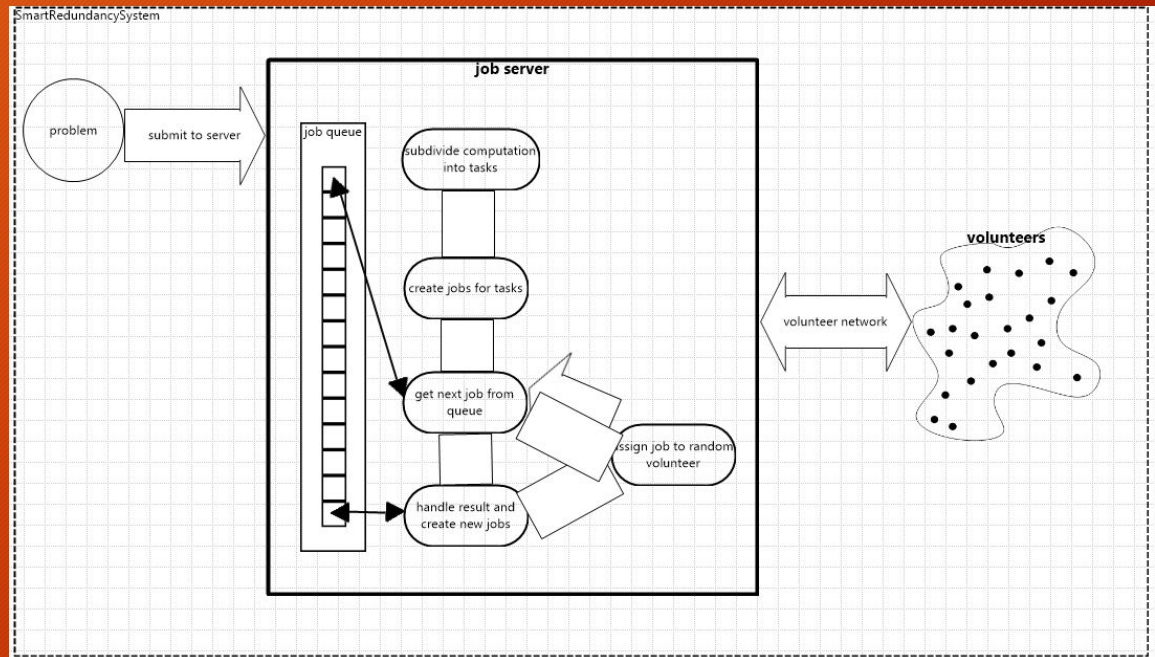 SmartRedundancySystem
job server
problem
submit to server
job queue
subdivide computation
into tasks
create jobs for tasks
get next job from
queue
ssign job to random
volunteer
handle result and
create new jobs
volunteer network
volunteers